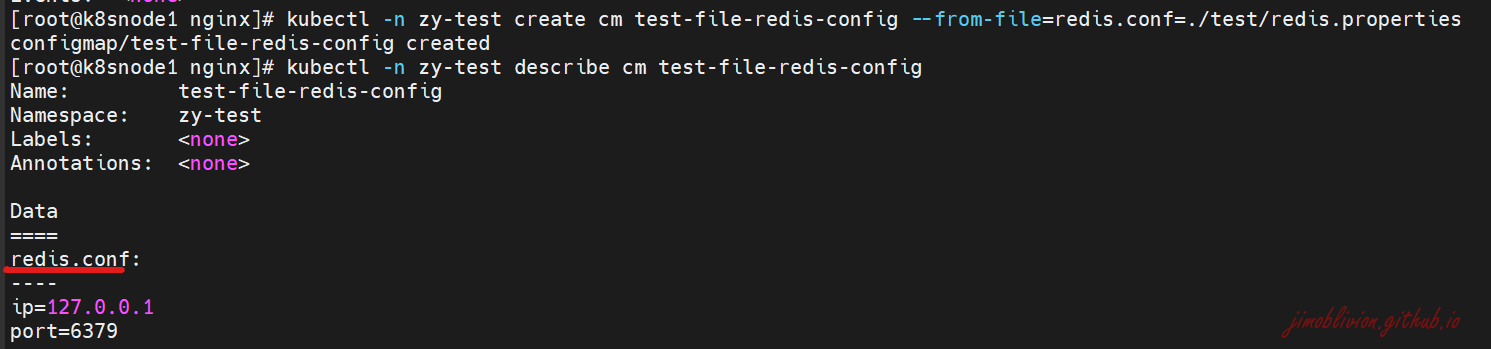 [root@k8snode1 nginx]# kubectl -n zy-test create cm test-file-redis-config --from-file=redis.conf=./test/redis.properties
configmap/test-file-redis-config created
[root@k8snode1 nginx]# kubectl -n zy-test describe cm test-file-redis-config
Name:         test-file-redis-config
Namespace:    zy-test
Labels:       <none>
Annotations:  <none>
Data
====
redis.conf:
----
ip=127.0.0.1
port=6379
jimoblivion.github.io